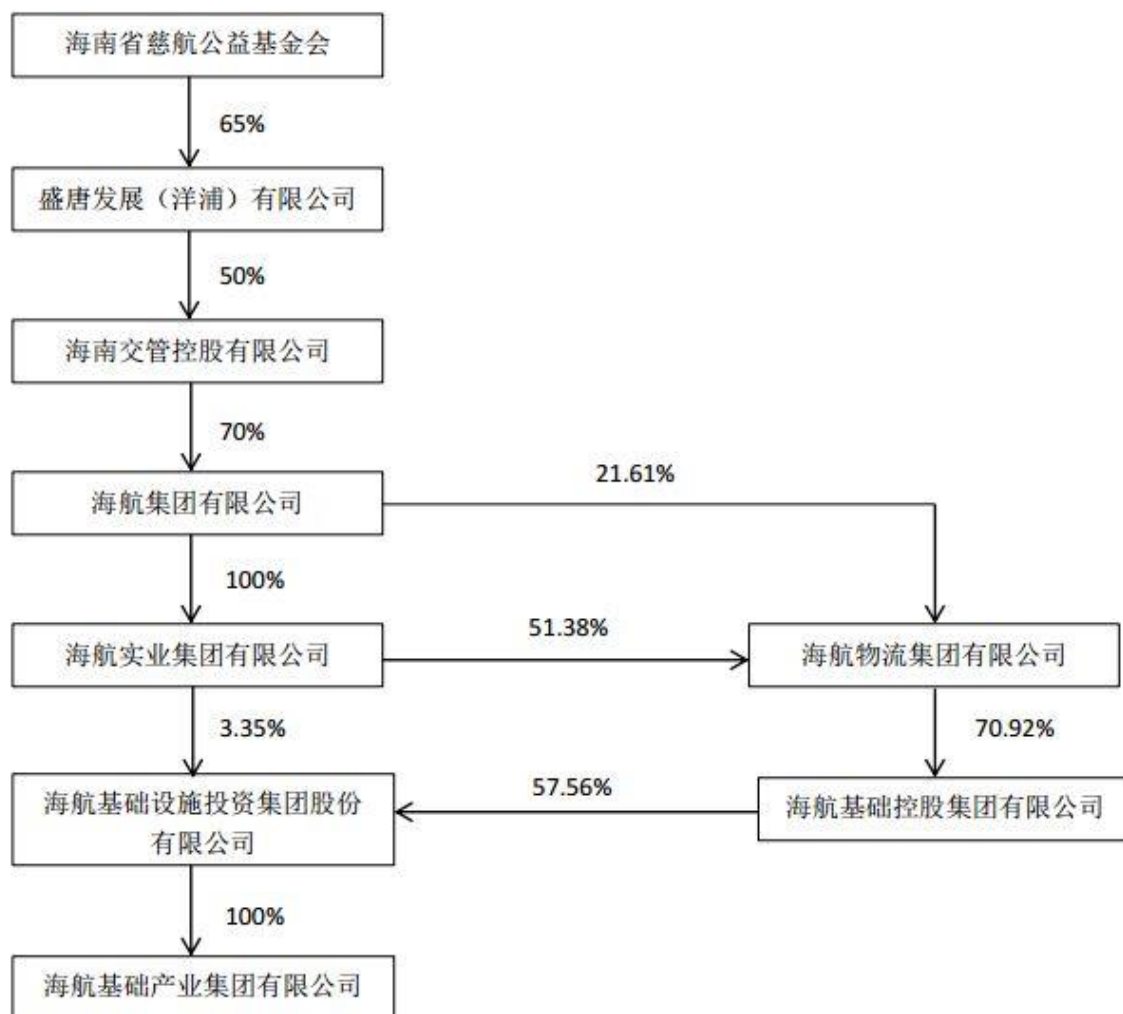 海南省慈航公益基金会
65%
盛唐发展（洋浦）有限公司
50%
海南交管控股有限公司
70%
21.61%
海航集团有限公司
100%
51.38%
海航实业集团有限公司
海航物流集团有限公司
3.35%
70.92%
57.56%
海航基础设施投资集团股份
有限公司
海航基础控股集团有限公司
100%
海航基础产业集团有限公司